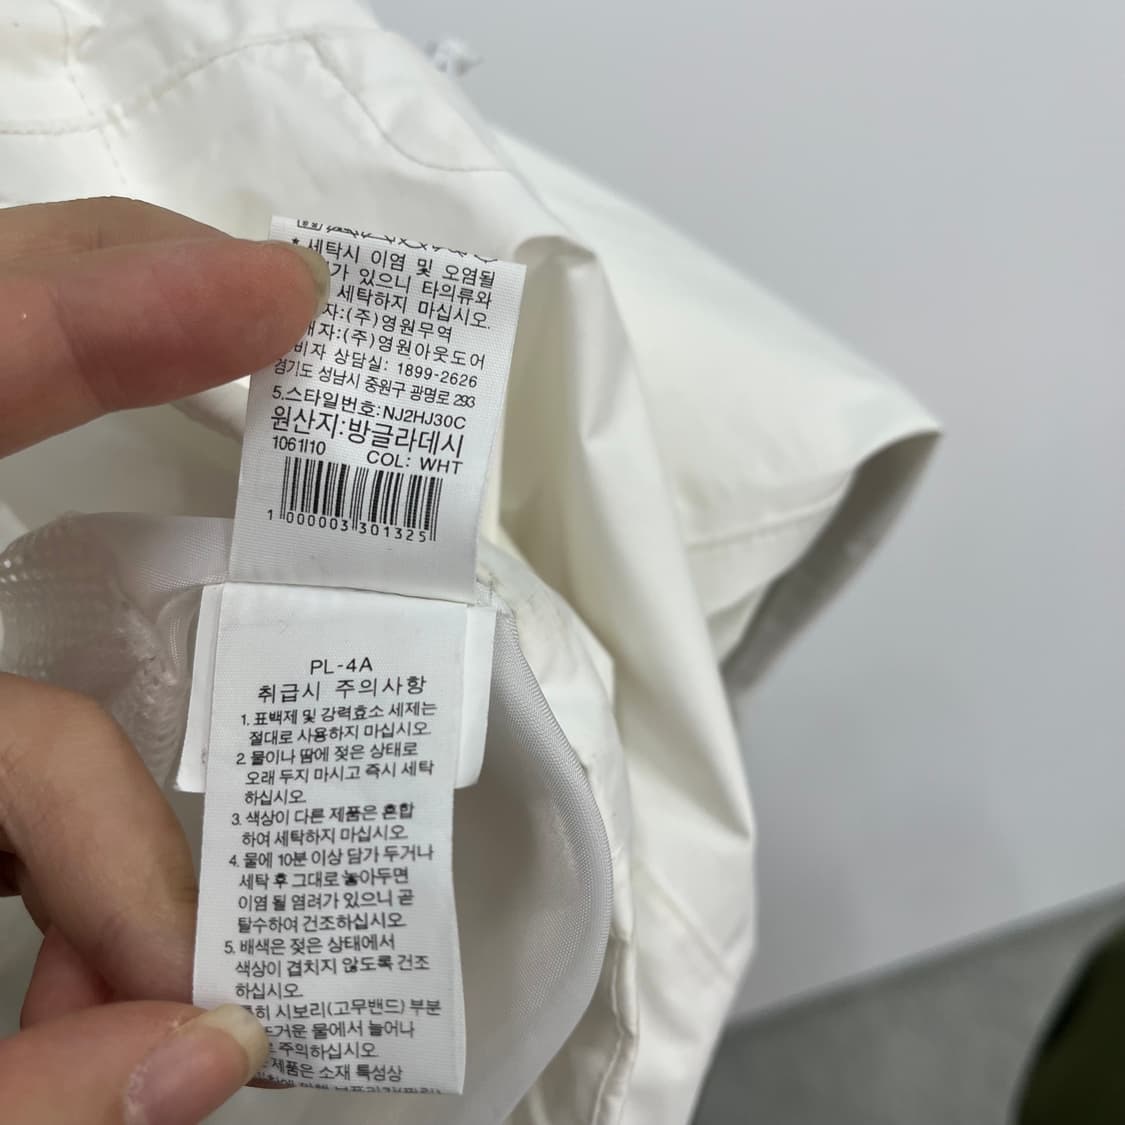 * 세탁시 이염 및 오염될
가 있으니 타의류와
세탁하지 마십시오.
자:(주)영원무역
매자:(주)영원아웃도어
비자 상담실: 1899-2626
경기도 성남시 중원구 광명로 293
5.스타일번호:NJ2HJ30C
원산지:방글라데시
1061I10 COL: WHT
1 000003 301325
PL-4A
취급시 주의사항
1. 표백제 및 강력효소 세제는
절대로 사용하지 마십시오.
2. 물이나 땀에 젖은 상태로
오래 두지 마시고 즉시 세탁
하십시오.
3. 색상이 다른 제품은 혼합
하여 세탁하지 마십시오.
4. 물에 10분 이상 담가 두거나
세탁 후 그대로 놓아두면
이염 될 염려가 있으니 곧
탈수하여 건조하십시오.
5. 배색은 젖은 상태에서
색상이 겹치지 않도록 건조
하십시오.
시보리(고무밴드) 부분
뜨거운 물에서 늘어나
주의하십시오.
제품은 소재 특성상